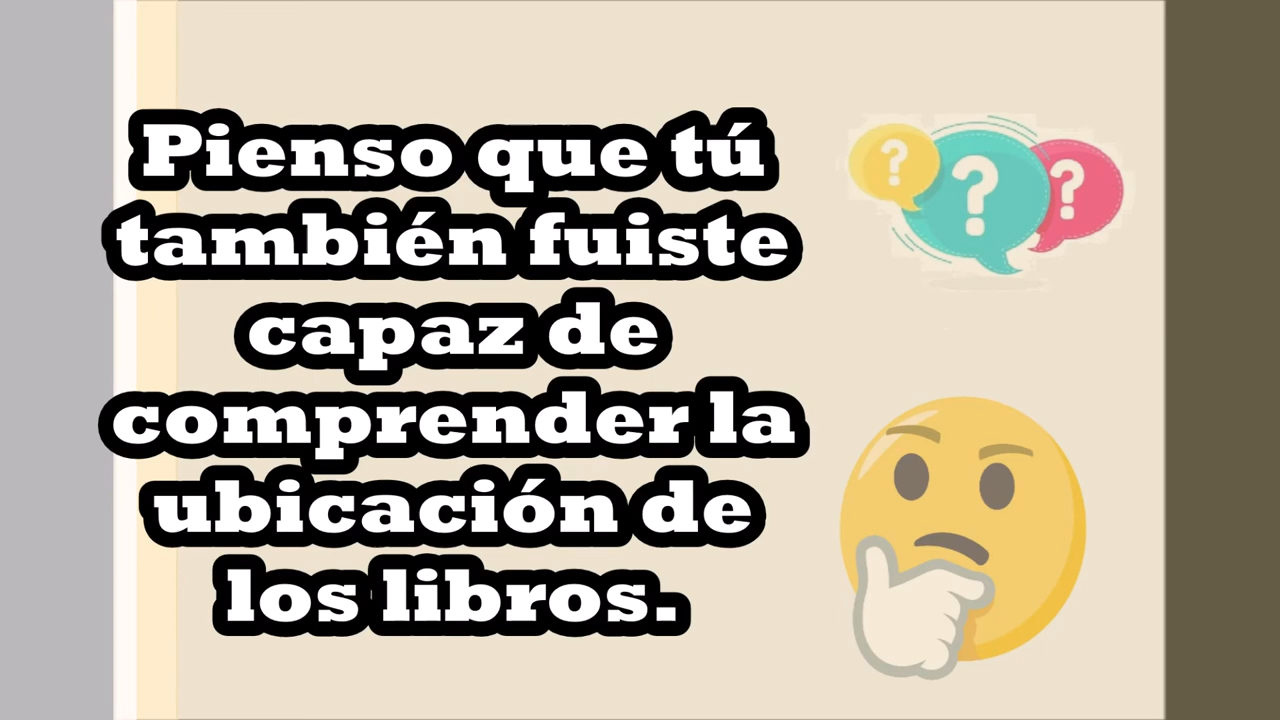 Pienso que tú
también fuiste
capaz de
comprender la
ubicación de
los libros.
? ? ?